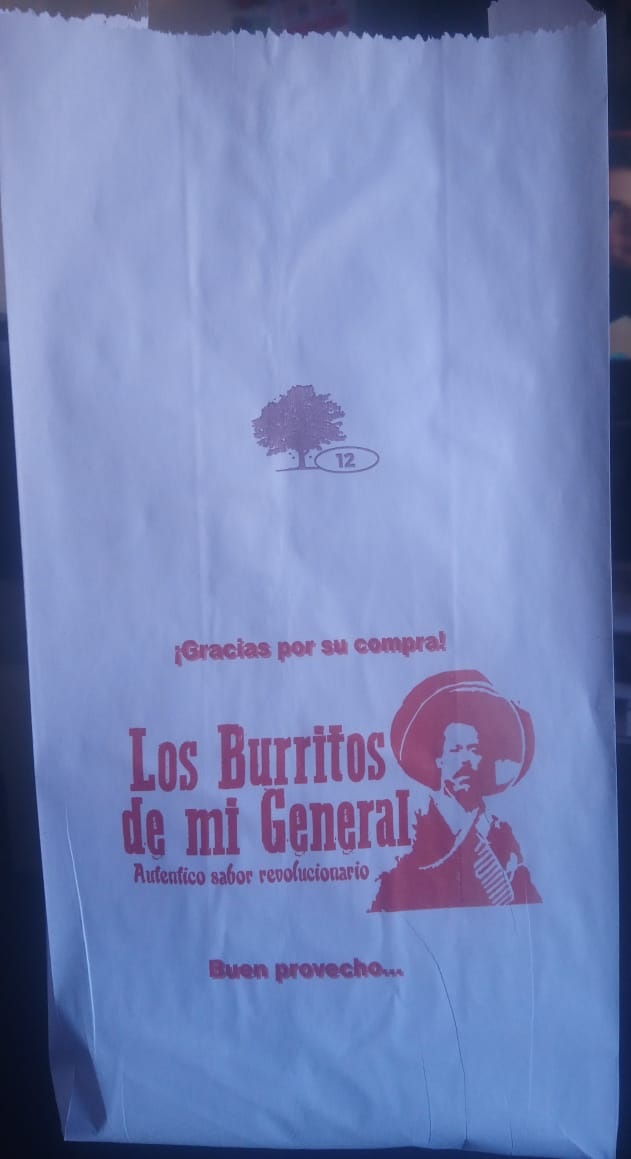 12
¡Gracias por su compra!
Los Burritos
de mi General
Autentico sabor revolucionario
Buen provecho...